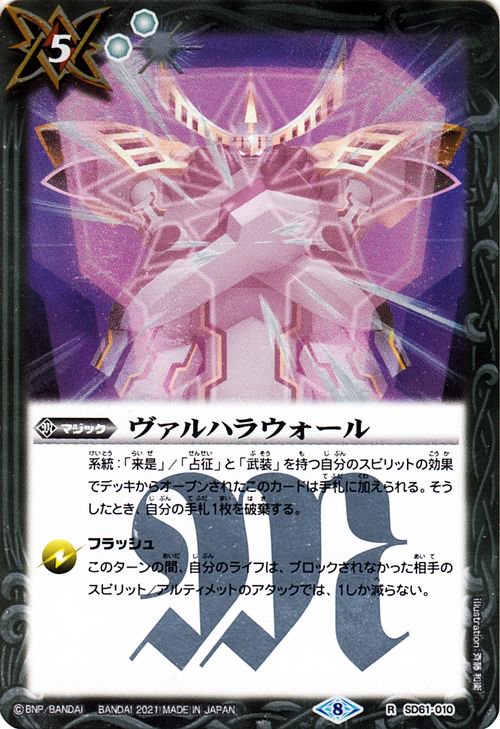 5
マジック ヴァルハラウォール
系統:「来是」/「占征」と「武装」を持つ自分のスピリットの効果
でデッキからオープンされたこのカードは手札に加えられる。そう
したとき、自分の手札1枚を破棄する。
フラッシュ
このターンの間、自分のライフは、ブロックされなかった相手の
スピリット/アルティメットのアタックでは、1しか減らない。
illustration:斉藤和衛
©BNP/BANDAI BANDAI 2021 MADE IN JAPAN 8 R SD61-010